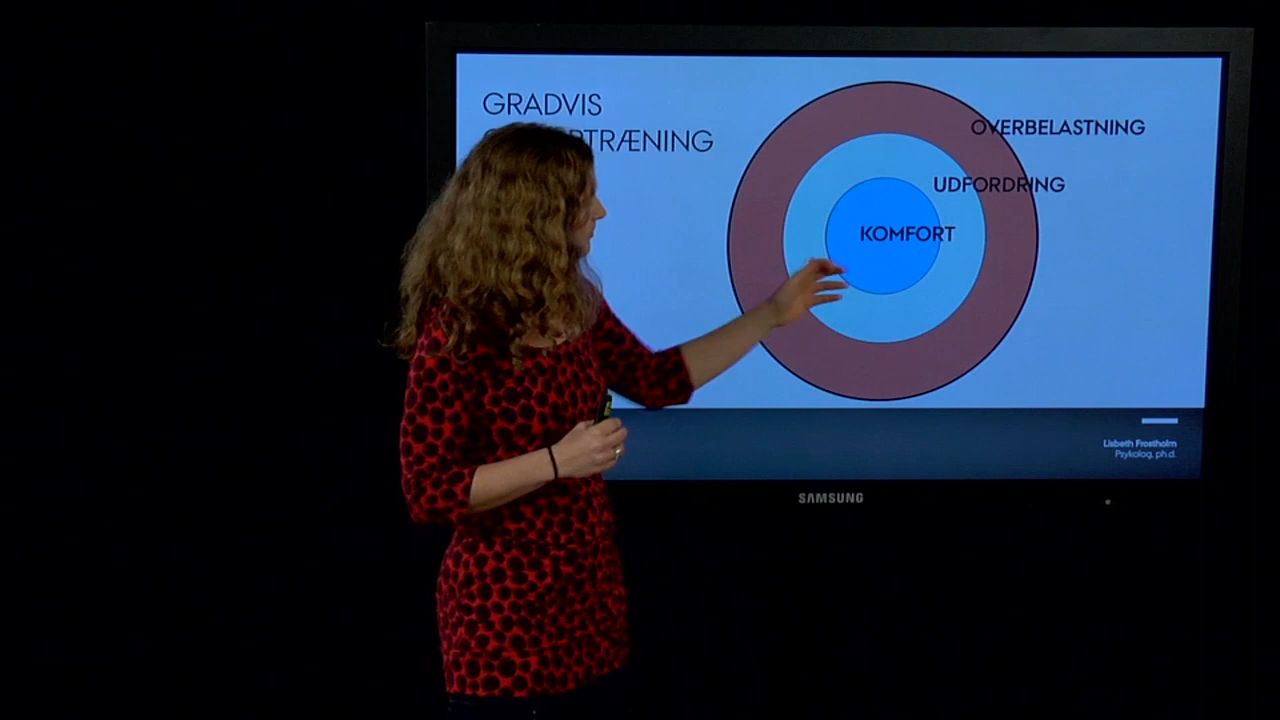 GRADVIS
TRÆNING
OVERBELASTNING
UDFORDRING
KOMFORT
Lisbeth Frostholm
Psykolog, ph.d.
SAMSUNG